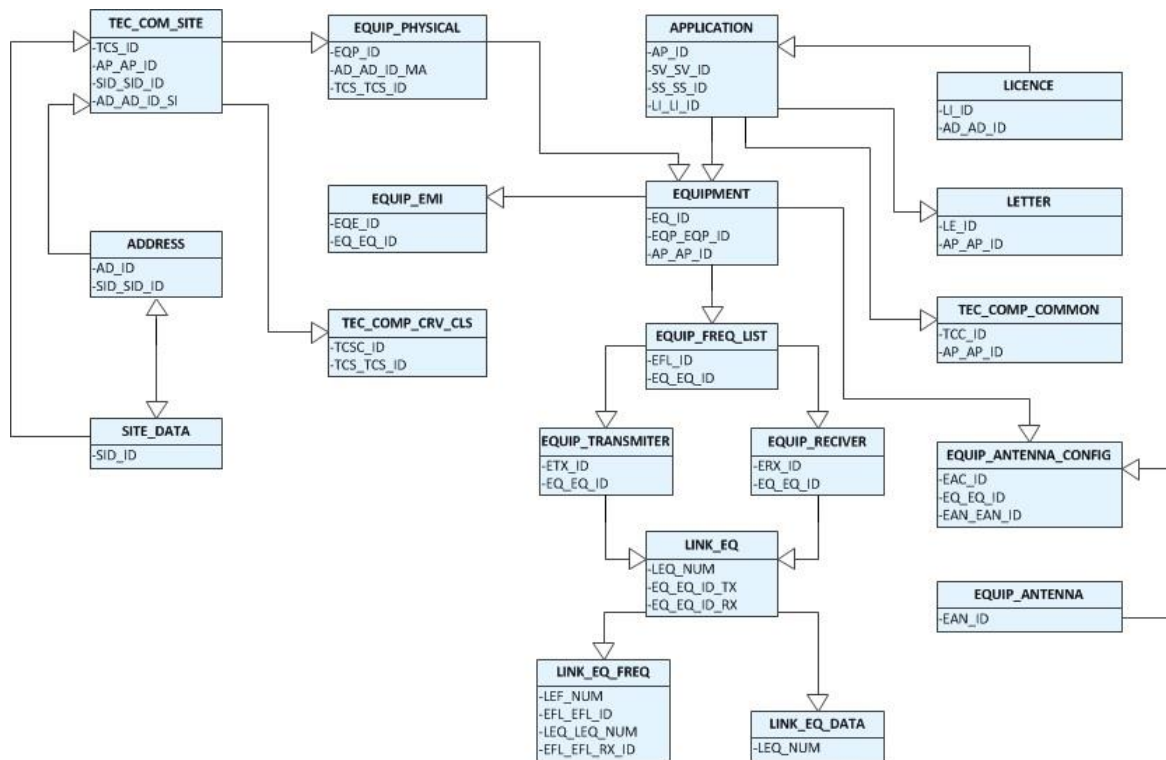 TEC_COM_SITE
-TCS_ID
-AP_AP_ID
-SID_SID_ID
-AD_AD_ID_SI
EQUIP_PHYSICAL
-EQP_ID
-AD_AD_ID_MA
-TCS_TCS_ID
APPLICATION
-AP_ID
-SV_SV_ID
-SS_SS_ID
-LI_LI_ID
LICENCE
-LI_ID
-AD_AD_ID
EQUIP_EMI
-EQE_ID
-EQ_EQ_ID
EQUIPMENT
-EQ_ID
-EQP_EQP_ID
-AP_AP_ID
LETTER
-LE_ID
-AP_AP_ID
ADDRESS
-AD_ID
-SID_SID_ID
TEC_COMP_CRV_CLS
-TCSC_ID
-TCS_TCS_ID
EQUIP_FREQ_LIST
-EFL_ID
-EQ_EQ_ID
TEC_COMP_COMMON
-TCC_ID
-AP_AP_ID
SITE_DATA
-SID_ID
EQUIP_TRANSMITER
-ETX_ID
-EQ_EQ_ID
EQUIP_RECIVER
-ERX_ID
-EQ_EQ_ID
EQUIP_ANTENNA_CONFIG
-EAC_ID
-EQ_EQ_ID
-EAN_EAN_ID
LINK_EQ
-LEQ_NUM
-EQ_EQ_ID_TX
-EQ_EQ_ID_RX
EQUIP_ANTENNA
-EAN_ID
LINK_EQ_FREQ
-LEF_NUM
-EFL_EFL_ID
-LEQ_LEQ_NUM
-EFL_EFL_RX_ID
LINK_EQ_DATA
-LEQ_NUM